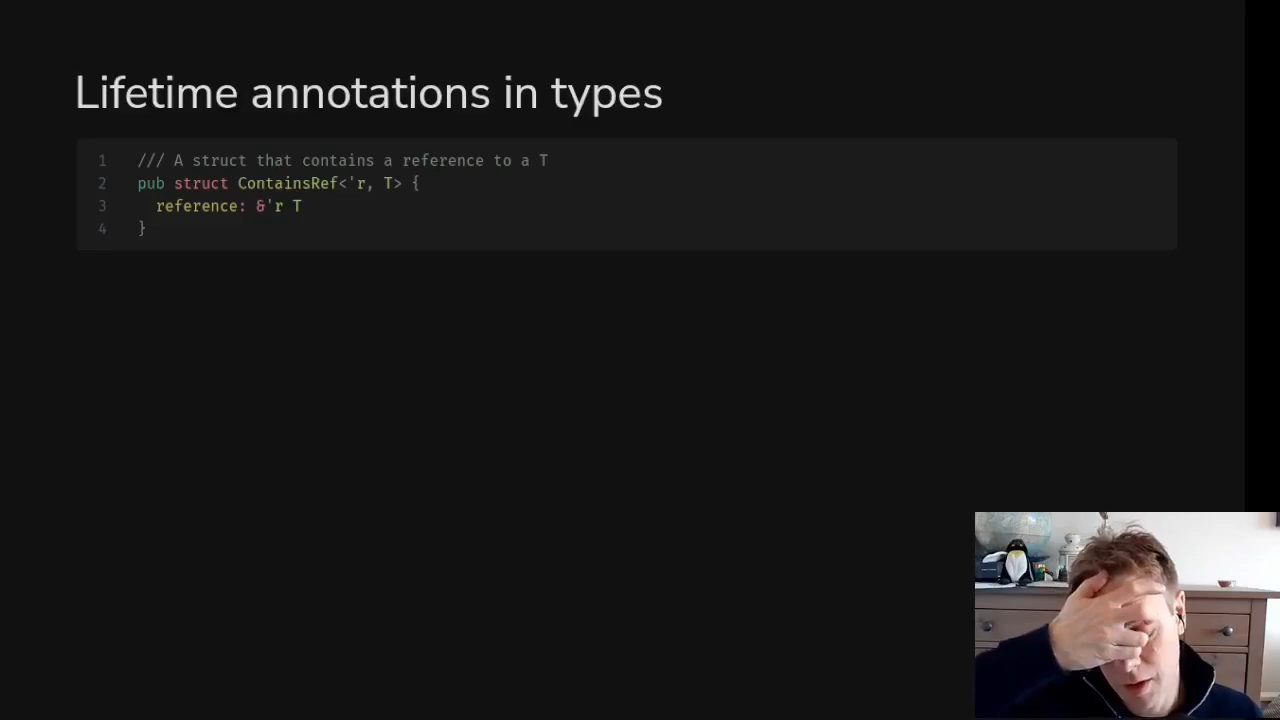 Lifetime annotations in types
1 /// A struct that contains a reference to a T
2 pub struct ContainsRef<'r, T> {
3 reference: &'r T
4 }